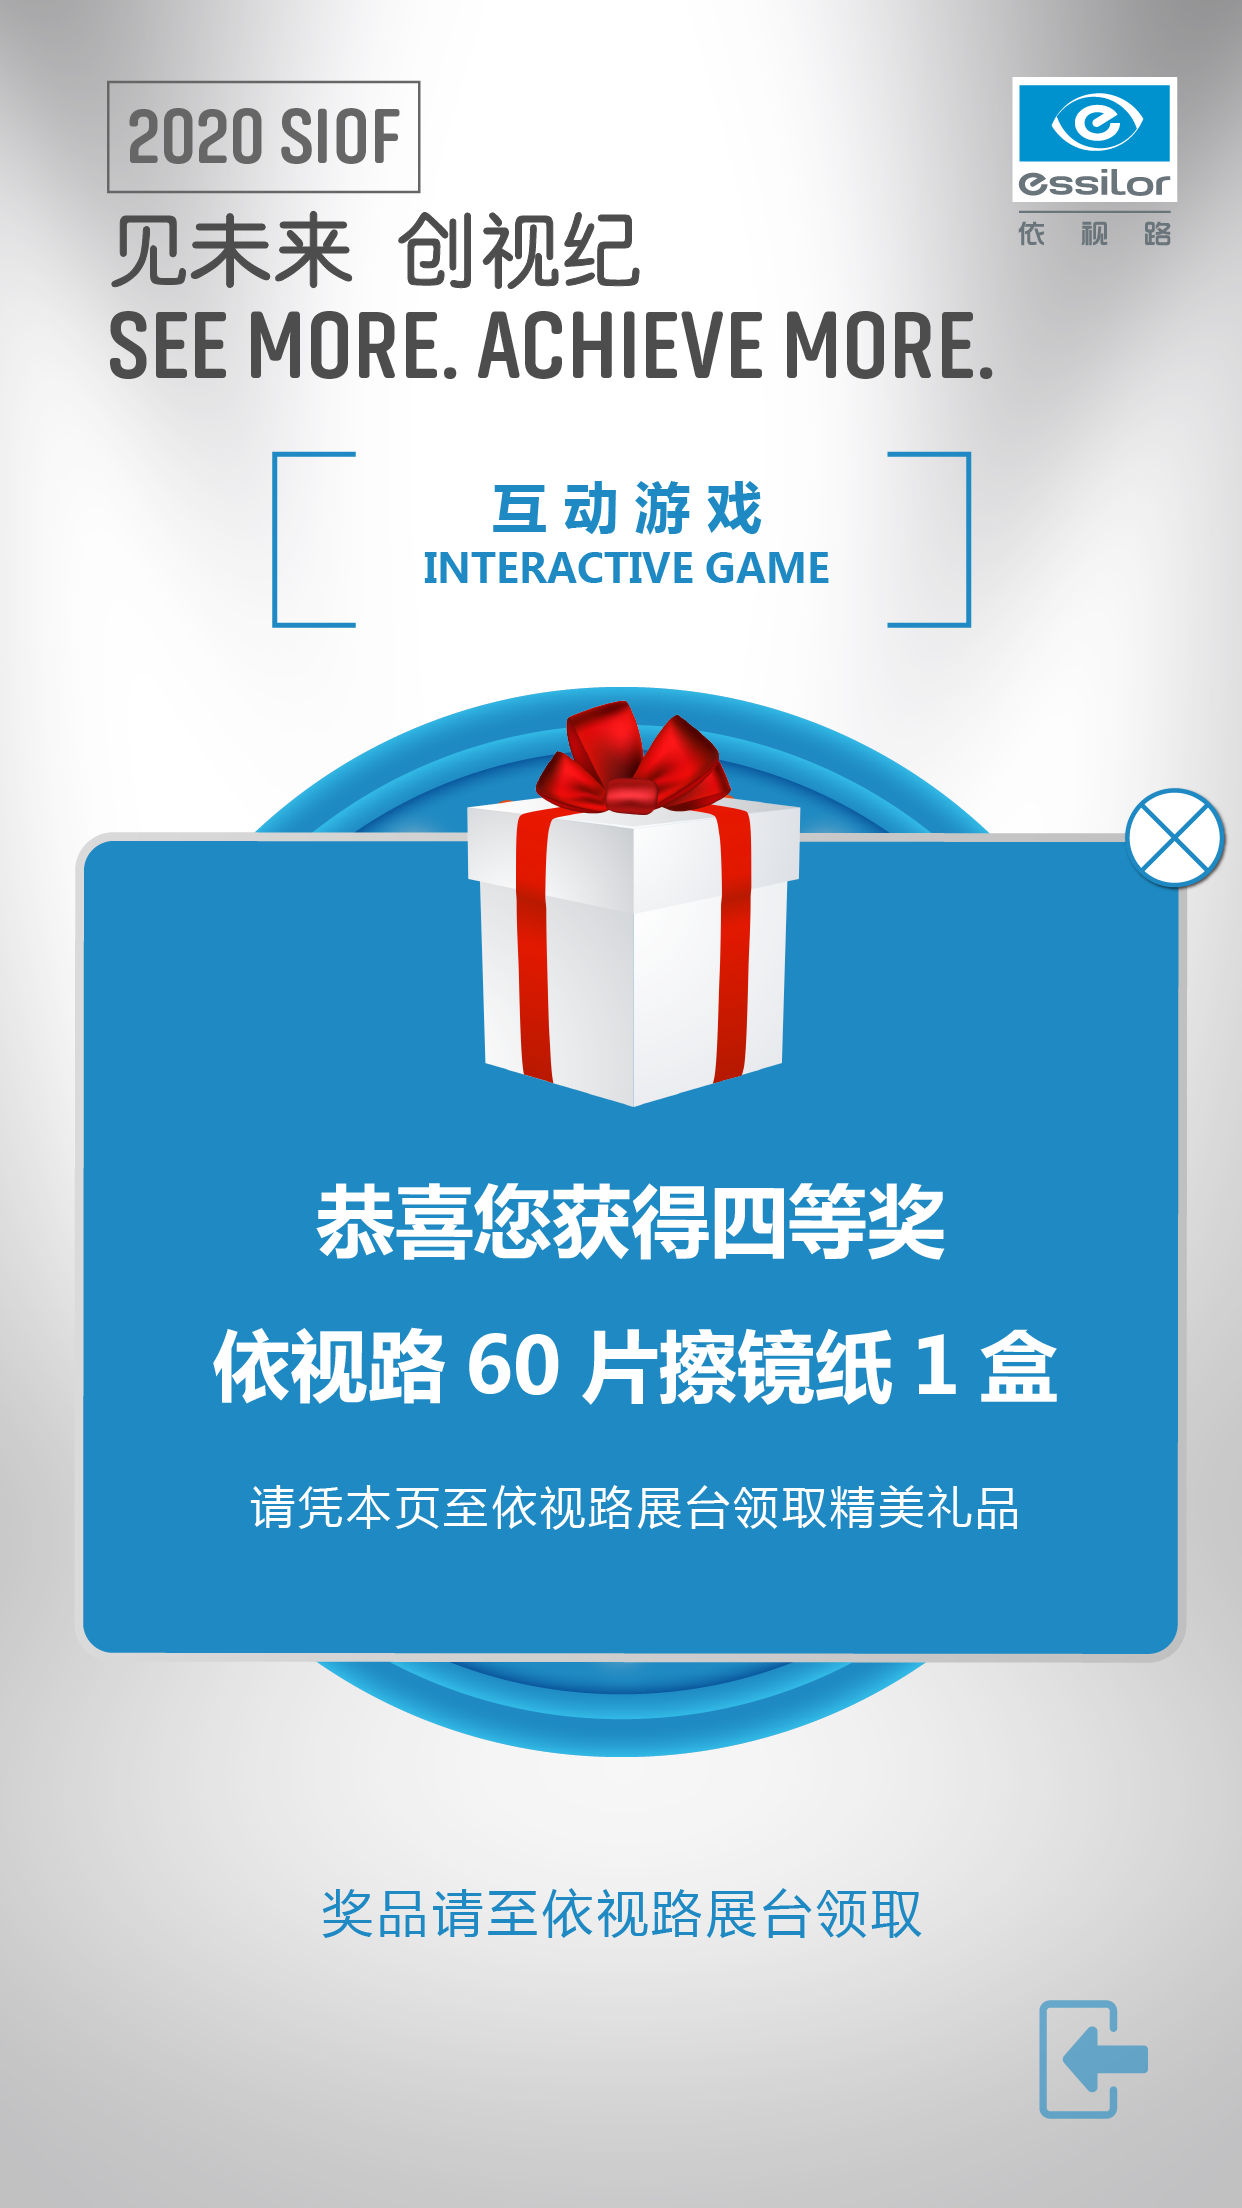 2020 SIOF
essilor
依视路
见未来 创视纪
SEE MORE. ACHIEVE MORE.
互动游戏
INTERACTIVE GAME
恭喜您获得四等奖
依视路 60 片擦镜纸 1 盒
请凭本页至依视路展台领取精美礼品
奖品请至依视路展台领取